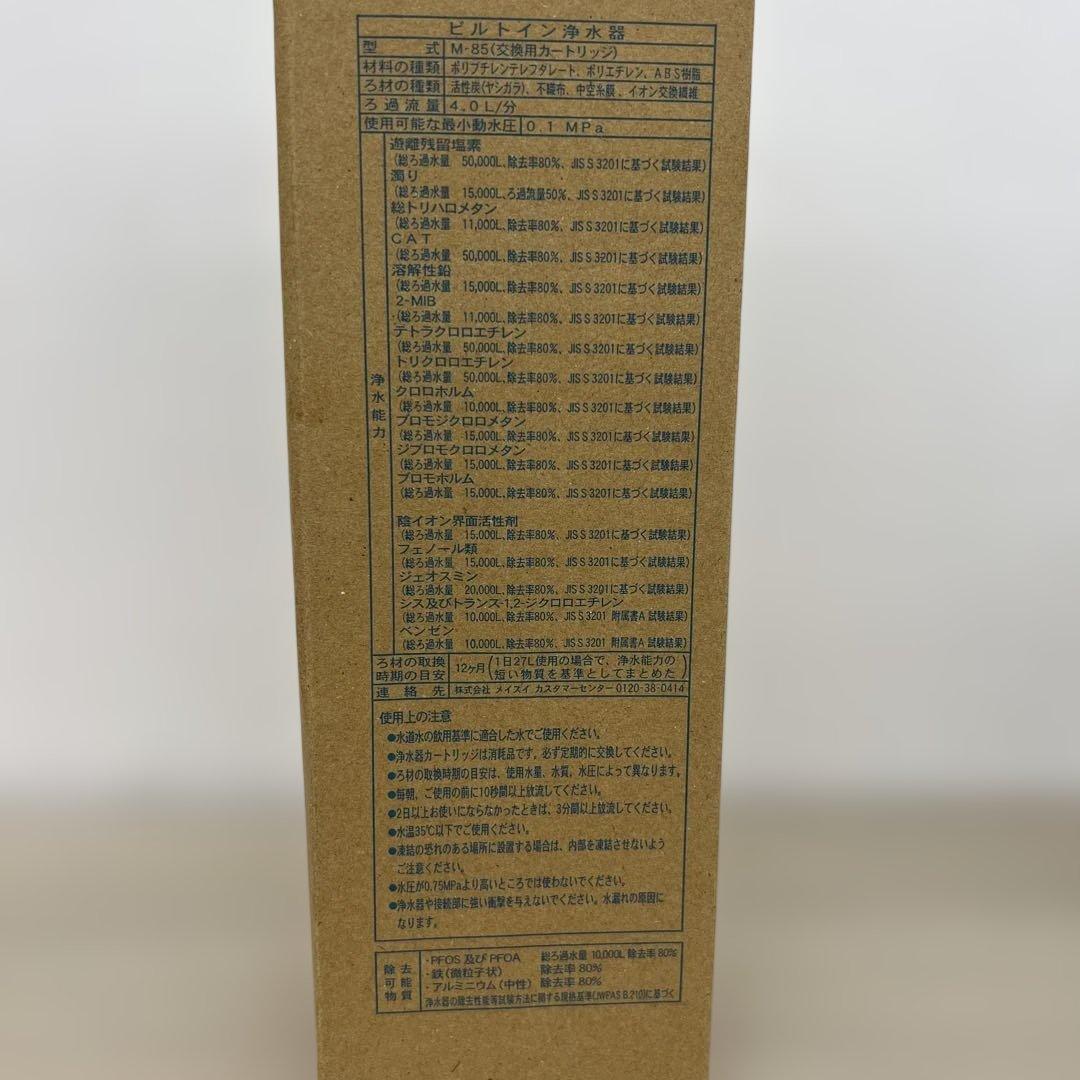 ビルトイン浄水器
型式 M-85(交換用カートリッジ)
材料の種類 ポリブチレンテレフタレート、ポリエチレン、ABS樹脂
ろ材の種類 活性炭(ヤシガラ)、不織布、中空糸膜、イオン交換繊維
ろ過流量 4.0L/分
使用可能な最小動水圧 0.1 MPa
浄水能力
遊離残留塩素
(総ろ過水量 50,000L、除去率80%、JIS S 3201に基づく試験結果)
濁り
(総ろ過水量 15,000L、ろ過流量50%、JIS S 3201に基づく試験結果)
総トリハロメタン
(総ろ過水量 11,000L、除去率80%、JIS S 3201に基づく試験結果)
CAT
(総ろ過水量 50,000L、除去率80%、JIS S 3201に基づく試験結果)
溶解性鉛
(総ろ過水量 15,000L、除去率80%、JIS S 3201に基づく試験結果)
2-MIB
(総ろ過水量 11,000L、除去率80%、JIS S 3201に基づく試験結果)
テトラクロロエチレン
(総ろ過水量 50,000L、除去率80%、JIS S 3201に基づく試験結果)
トリクロロエチレン
(総ろ過水量 50,000L、除去率80%、JIS S 3201に基づく試験結果)
クロロホルム
(総ろ過水量 10,000L、除去率80%、JIS S 3201に基づく試験結果)
ブロモジクロロメタン
(総ろ過水量 15,000L、除去率80%、JIS S 3201に基づく試験結果)
ジブロモクロロメタン
(総ろ過水量 15,000L、除去率80%、JIS S 3201に基づく試験結果)
ブロモホルム
(総ろ過水量 15,000L、除去率80%、JIS S 3201に基づく試験結果)
陰イオン界面活性剤
(総ろ過水量 15,000L、除去率80%、JIS S 3201に基づく試験結果)
フェノール類
(総ろ過水量 15,000L、除去率80%、JIS S 3201に基づく試験結果)
ジェオスミン
(総ろ過水量 20,000L、除去率80%、JIS S 3201に基づく試験結果)
シス及びトランス-1,2-ジクロロエチレン
(総ろ過水量 10,000L、除去率80%、JIS S 3201 附属書A 試験結果)
ベンゼン
(総ろ過水量 10,000L、除去率80%、JIS S 3201 附属書A 試験結果)
ろ材の取換時期の目安 12ヶ月(1日27L使用の場合で、浄水能力の
短い物質を基準としてまとめた)
連絡先 株式会社 メイスイ カスタマーセンター 0120-38-0414
使用上の注意
●水道水の飲用基準に適合した水でご使用ください。
●浄水器カートリッジは消耗品です。必ず定期的に交換してください。
●ろ材の取換時期の目安は、使用水量、水質、水圧によって異なります。
●毎朝、ご使用の前に10秒間以上放流してください。
●2日以上お使いにならなかったときは、3分間以上放流してください。
●水温35℃以下でご使用ください。
●凍結の恐れのある場所に設置する場合は、内部を凍結させないよう
ご注意ください。
●水圧が0.75MPaより高いところでは使わないでください。
●浄水器や接続部に強い衝撃を与えないでください。水漏れの原因に
なります。
除去可能物質
・PFOS 及び PFOA 総ろ過水量 10,000L 除去率 80%
・鉄(微粒子状) 除去率 80%
・アルミニウム(中性) 除去率 80%
浄水器の維生性能等試験方法に関する規格基準(JWPAS B.210)に基づく